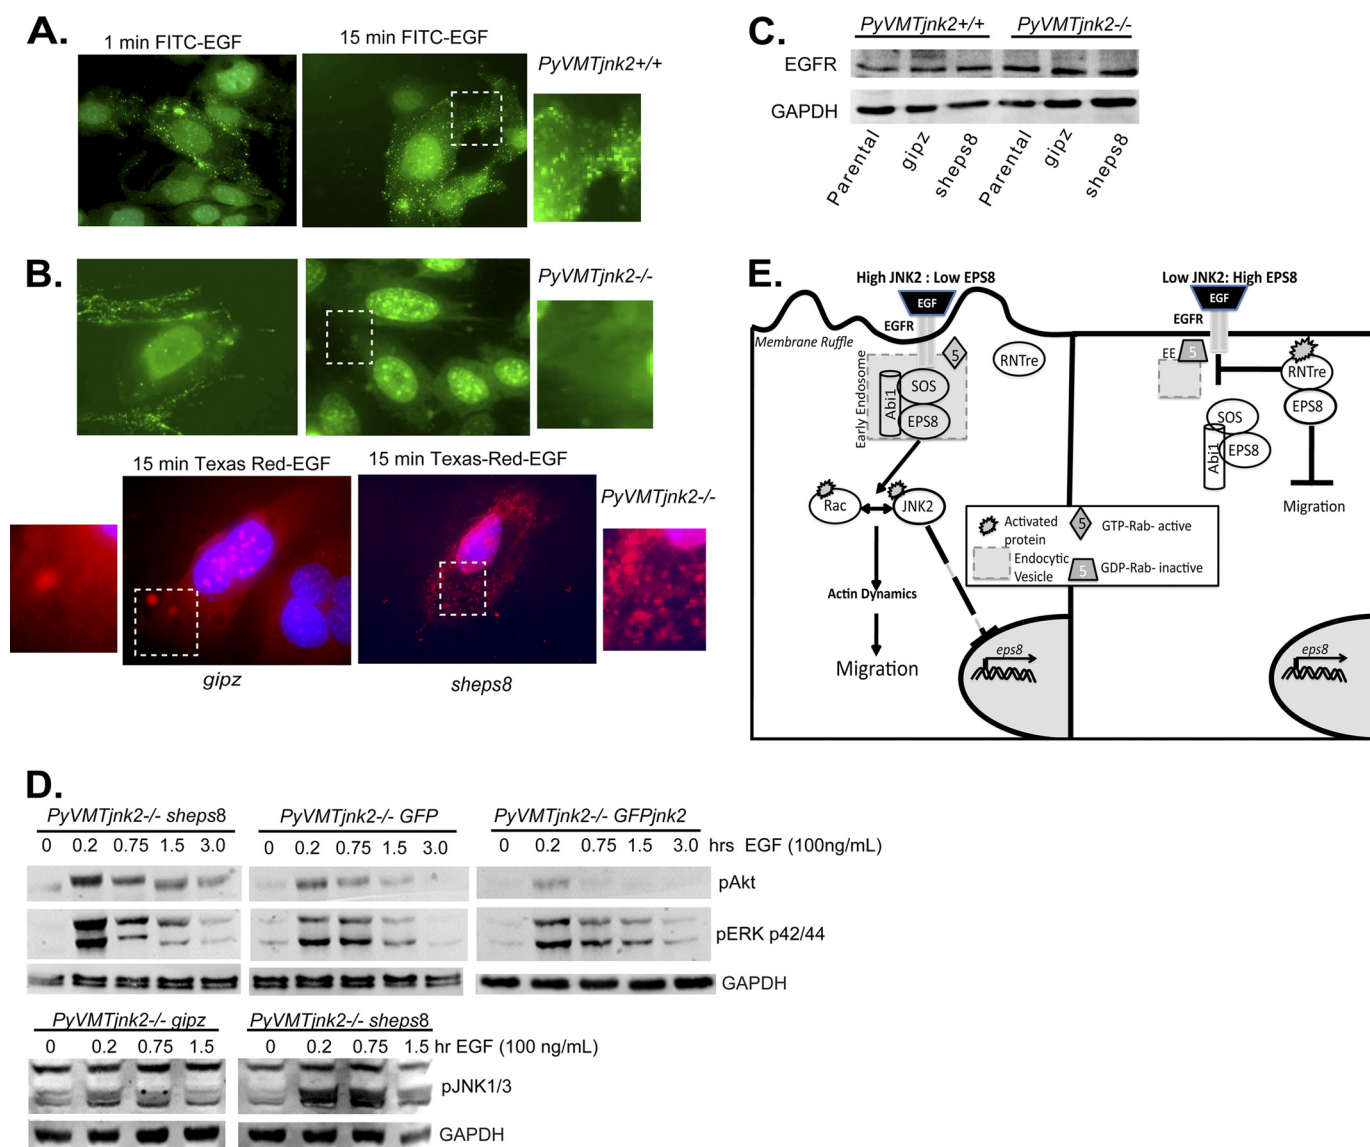 A.
1 min FITC-EGF
15 min FITC-EGF
PyVMTjnk2+/+
B.
PyVMTjnk2-/-
15 min Texas Red-EGF
15 min Texas-Red-EGF
PyVMTjnk2-/-
gipz
sheps8
C.
PyVMTjnk2+/+
PyVMTjnk2-/-
EGFR
GAPDH
Parental
gipz
sheps8
Parental
gipz
sheps8
D.
PyVMTjnk2-/- sheps8
PyVMTjnk2-/- GFP
PyVMTjnk2-/- GFPjnk2
0 0.2 0.75 1.5 3.0
0 0.2 0.75 1.5 3.0
0 0.2 0.75 1.5 3.0
hrs EGF (100ng/mL)
pAkt
pERK p42/44
GAPDH
PyVMTjnk2-/- gipz
PyVMTjnk2-/- sheps8
0 0.2 0.75 1.5
0 0.2 0.75 1.5
hr EGF (100 ng/mL)
pJNK1/3
GAPDH
E.
High JNK2 : Low EPS8
EGF
EGFR
Membrane Ruffle
5
RNTre
Early Endosome
Abi1
SOS
EPS8
Rac
JNK2
Actin Dynamics
Migration
eps8
Low JNK2: High EPS8
EGF
EGFR
EE
5
RNTre
EPS8
SOS
Abi1
EPS8
Migration
Activated
protein
5
GTP-Rab- active
Endocytic
Vesicle
5
GDP-Rab- inactive
eps8